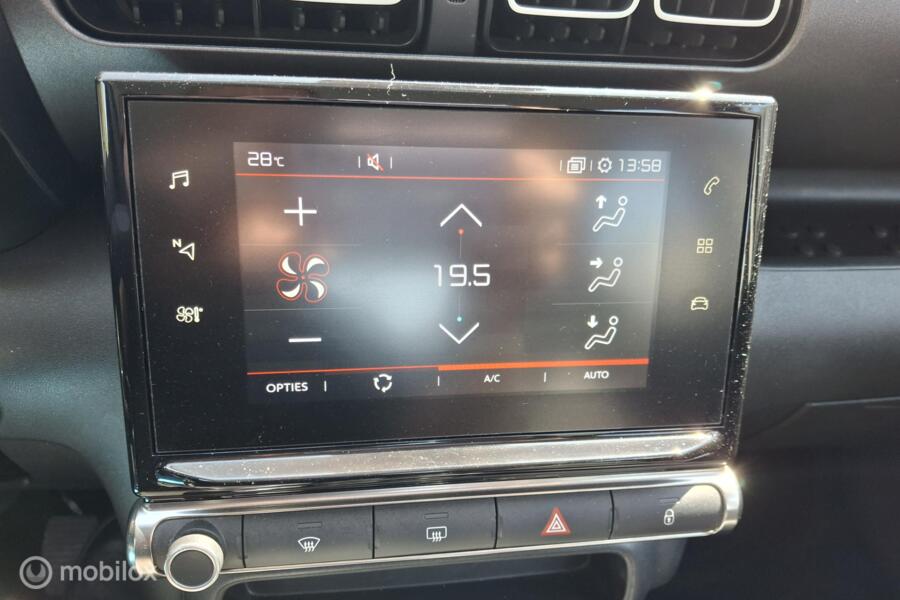 28°C 13:58
N
19.5
OPTIES A/C AUTO
mobilox